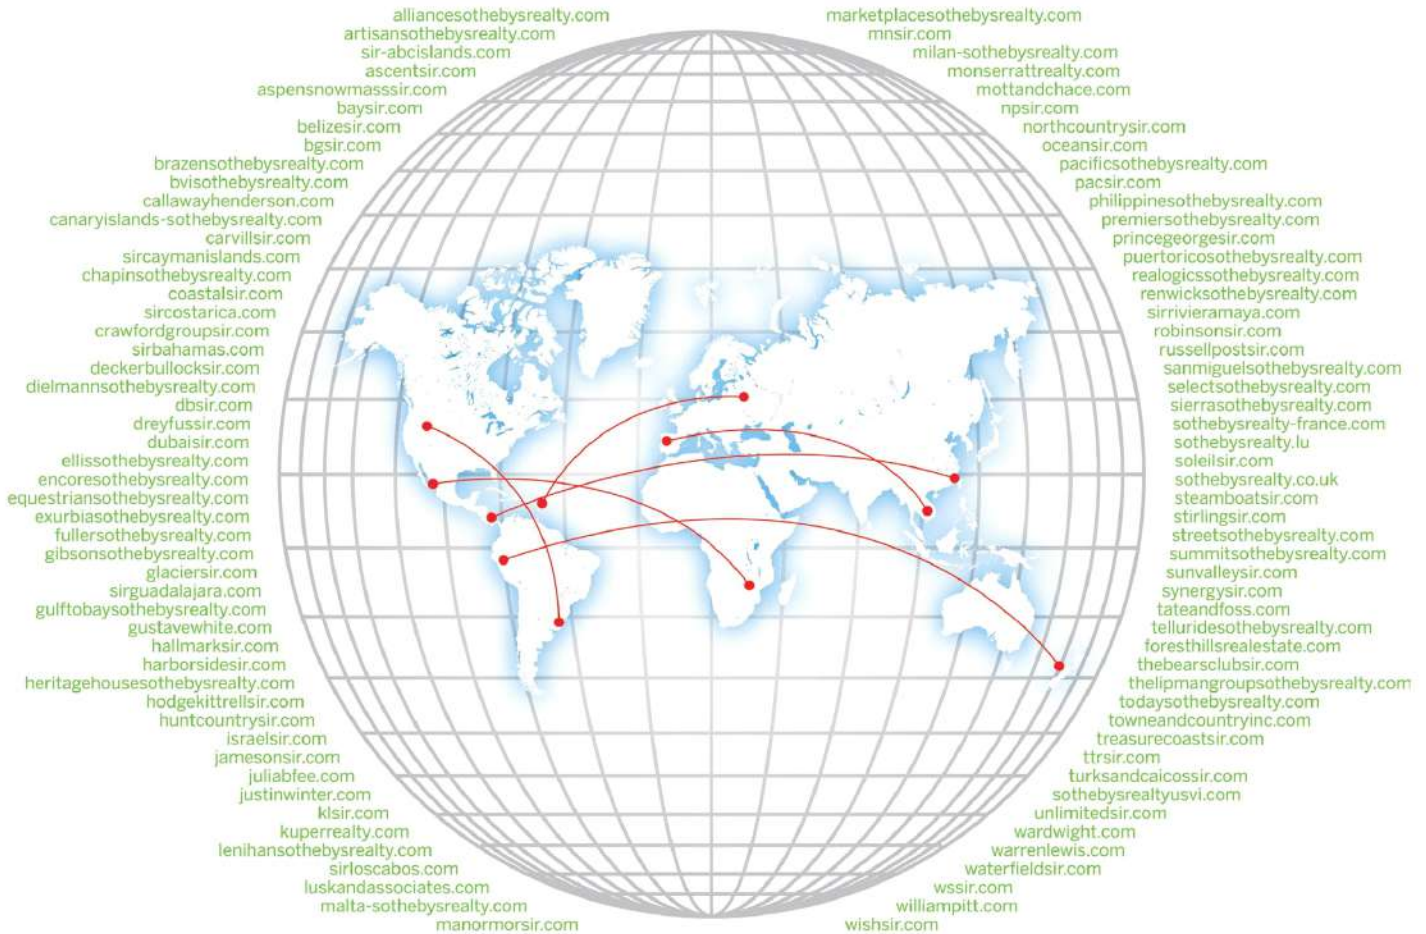 alliancesothebysrealty.com
artisansothebysrealty.com
sir-abcislands.com
ascentsir.com
aspensnowmasssir.com
baysir.com
belizesir.com
bgsir.com
brazensothebysrealty.com
bvisothebysrealty.com
callawayhenderson.com
canaryislands-sothebysrealty.com
carvillsir.com
sircaymanislands.com
chapinsothebysrealty.com
coastalsir.com
sircostarica.com
crawfordgroupsir.com
sirbahamas.com
deckerbullocksir.com
dielmannsothebysrealty.com
dbsir.com
dreyfussir.com
dubaisir.com
ellissothebysrealty.com
encoresothebysrealty.com
equestriansothebysrealty.com
exurbiasothebysrealty.com
fullersothebysrealty.com
gibsonsothebysrealty.com
glaciersir.com
sirguadalajara.com
gulftobaysothebysrealty.com
gustavewhite.com
hallmarksir.com
harborsidesir.com
heritagehousesothebysrealty.com
hodgekittrellsir.com
huntcountrysir.com
israelsir.com
jamesonsir.com
juliabfee.com
justinwinter.com
klsir.com
kuperrealty.com
lenihansothebysrealty.com
sirloscabos.com
luskandassociates.com
malta-sothebysrealty.com
manormorsir.com
marketplacesothebysrealty.com
mnsir.com
milan-sothebysrealty.com
monserrattrealty.com
mottandchace.com
npsir.com
northcountrysir.com
oceansir.com
pacificsothebysrealty.com
pacsir.com
philippinesothebysrealty.com
premiersothebysrealty.com
princegeorgesir.com
puertoricosothebysrealty.com
realogicssothebysrealty.com
renwicksothebysrealty.com
sirrivieramaya.com
robinsonsir.com
russellpostsir.com
sanmiguelsothebysrealty.com
selectsothebysrealty.com
sierrasothebysrealty.com
sothebysrealty-france.com
sothebysrealty.lu
soleilsir.com
sothebysrealty.co.uk
steamboatsir.com
stirlingsir.com
streetsothebysrealty.com
summitsothebysrealty.com
sunvalleysir.com
synergysir.com
tateandfoss.com
telluridesothebysrealty.com
foresthillsrealestate.com
thebearsclubsir.com
thelipmangroupsothebysrealty.com
todaysothebysrealty.com
towneandcountryinc.com
treasurecoastsir.com
ttrsir.com
turksandcaicossir.com
sothebysrealtyusvi.com
unlimitedsir.com
wardwight.com
warrenlewis.com
waterfieldsir.com
wssir.com
williampitt.com
wishsir.com